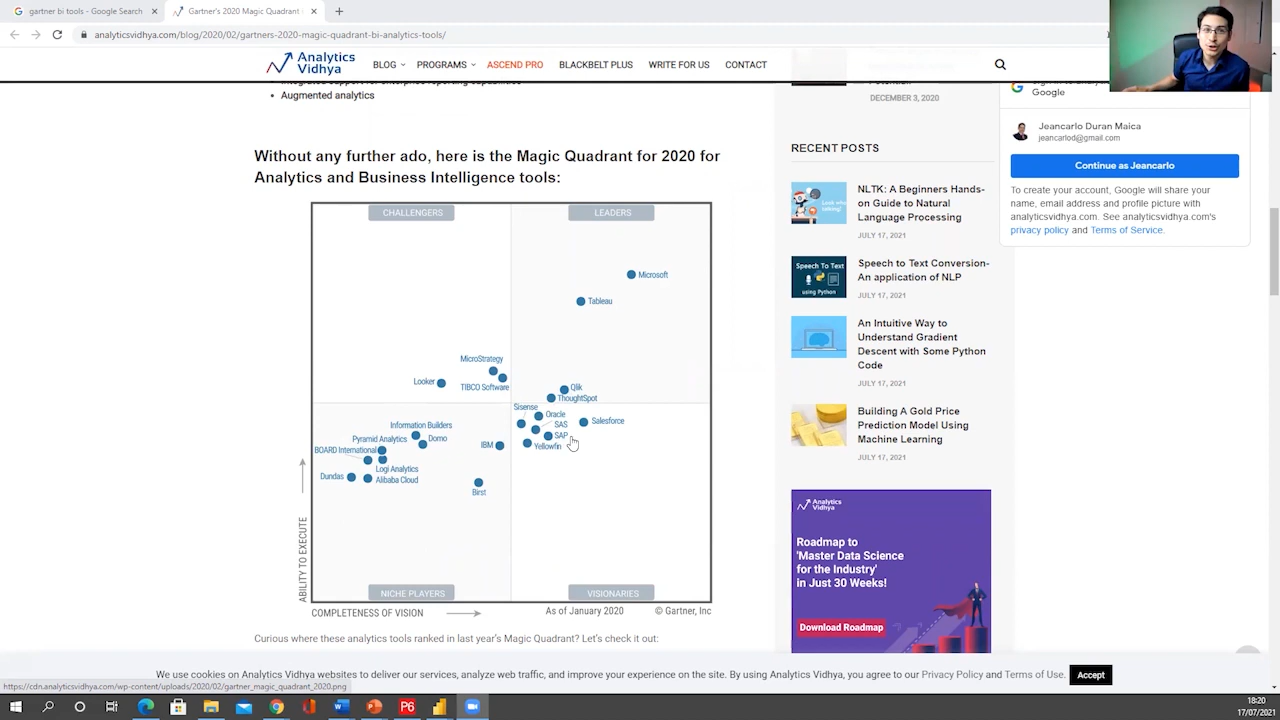 gartner bi tools - Google Search
Gartner's 2020 Magic Quadrant
analyticsvidhya.com/blog/2020/02/gartners-2020-magic-quadrant-bi-analytics-tools/
Analytics
Vidhya
BLOG
PROGRAMS
ASCEND PRO
BLACKBELT PLUS
WRITE FOR US
CONTACT
Augmented analytics
Without any further ado, here is the Magic Quadrant for 2020 for
Analytics and Business Intelligence tools:
CHALLENGERS
LEADERS
Microsoft
Tableau
MicroStrategy
Looker
TIBCO Software
Qlik
ThoughtSpot
Sisense
Oracle
Salesforce
SAS
Information Builders
SAP
Pyramid Analytics
Domo
IBM
Yellowfin
BOARD International
Logi Analytics
Dundas
Alibaba Cloud
Birst
ABILITY TO EXECUTE
NICHE PLAYERS
VISIONARIES
COMPLETENESS OF VISION
As of January 2020
© Gartner, Inc
Curious where these analytics tools ranked in last year's Magic Quadrant? Let's check it out:
DECEMBER 3, 2020
RECENT POSTS
NLTK: A Beginners Hands-
on Guide to Natural
Language Processing
JULY 17, 2021
Speech To Text
using Python
Speech to Text Conversion-
An application of NLP
JULY 17, 2021
An Intuitive Way to
Understand Gradient
Descent with Some Python
Code
JULY 17, 2021
Building A Gold Price
Prediction Model Using
Machine Learning
JULY 17, 2021
Analytics
Vidhya
Roadmap to
'Master Data Science
for the Industry'
in Just 30 Weeks!
Download Roadmap
Google
Jeancarlo Duran Maica
jeancarlod@gmail.com
Continue as Jeancarlo
To create your account, Google will share your
name, email address and profile picture with
analyticsvidhya.com. See analyticsvidhya.com's
privacy policy and Terms of Service.
We use cookies on Analytics Vidhya websites to deliver our services, analyze web traffic, and improve your experience on the site. By using Analytics Vidhya, you agree to our Privacy Policy and Terms of Use.
Accept
https://cdn.analyticsvidhya.com/wp-content/uploads/2020/02/gartner_magic_quadrant_2020.png
18:20
17/07/2021